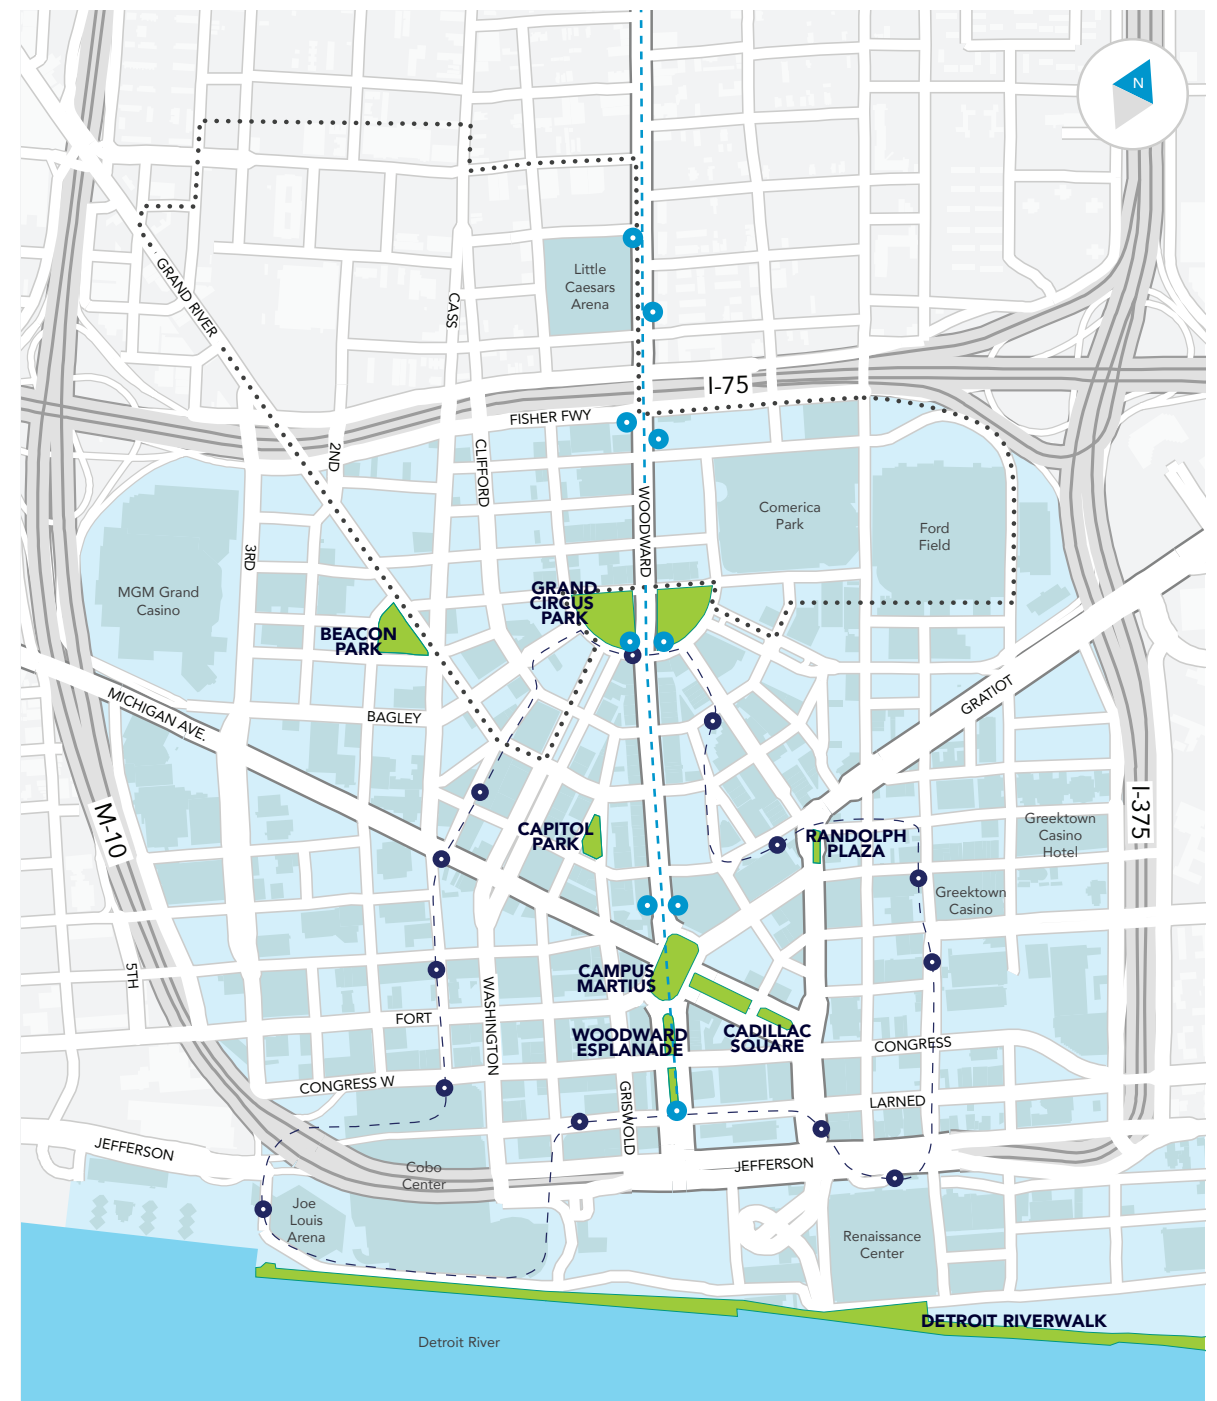 N
Little
Caesars
Arena
GRAND RIVER
CASS
I-75
FISHER FWY
2ND
CLIFFORD
WOODWARD
Comerica
Park
Ford
Field
3RD
MGM Grand
Casino
GRAND
CIRCUS
PARK
BEACON
PARK
MICHIGAN AVE.
BAGLEY
GRATIOT
M-10
I-375
CAPITOL
PARK
RANDOLPH
PLAZA
Greektown
Casino
Hotel
Greektown
Casino
5TH
CAMPUS
MARTIUS
WASHINGTON
FORT
WOODWARD
ESPLANADE
CADILLAC
SQUARE
CONGRESS
CONGRESS W
GRISWOLD
LARNED
JEFFERSON
JEFFERSON
Cobo
Center
Joe
Louis
Arena
Renaissance
Center
DETROIT RIVERWALK
Detroit River